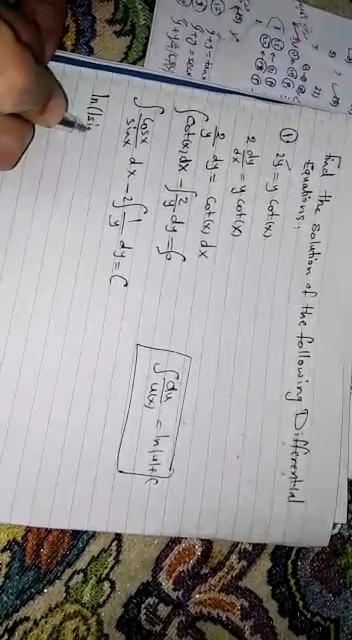 Find the solution of the following Differential
Equations:
① 2y' = y cot(x)
2 dy/dx = y cot(x)
2/y dy = cot(x) dx
∫cot(x) dx - ∫2/y dy = ∫0
∫cosx/sinx dx - 2∫1/y dy = C
ln|sin
∫du/u(x) = ln|u|+C